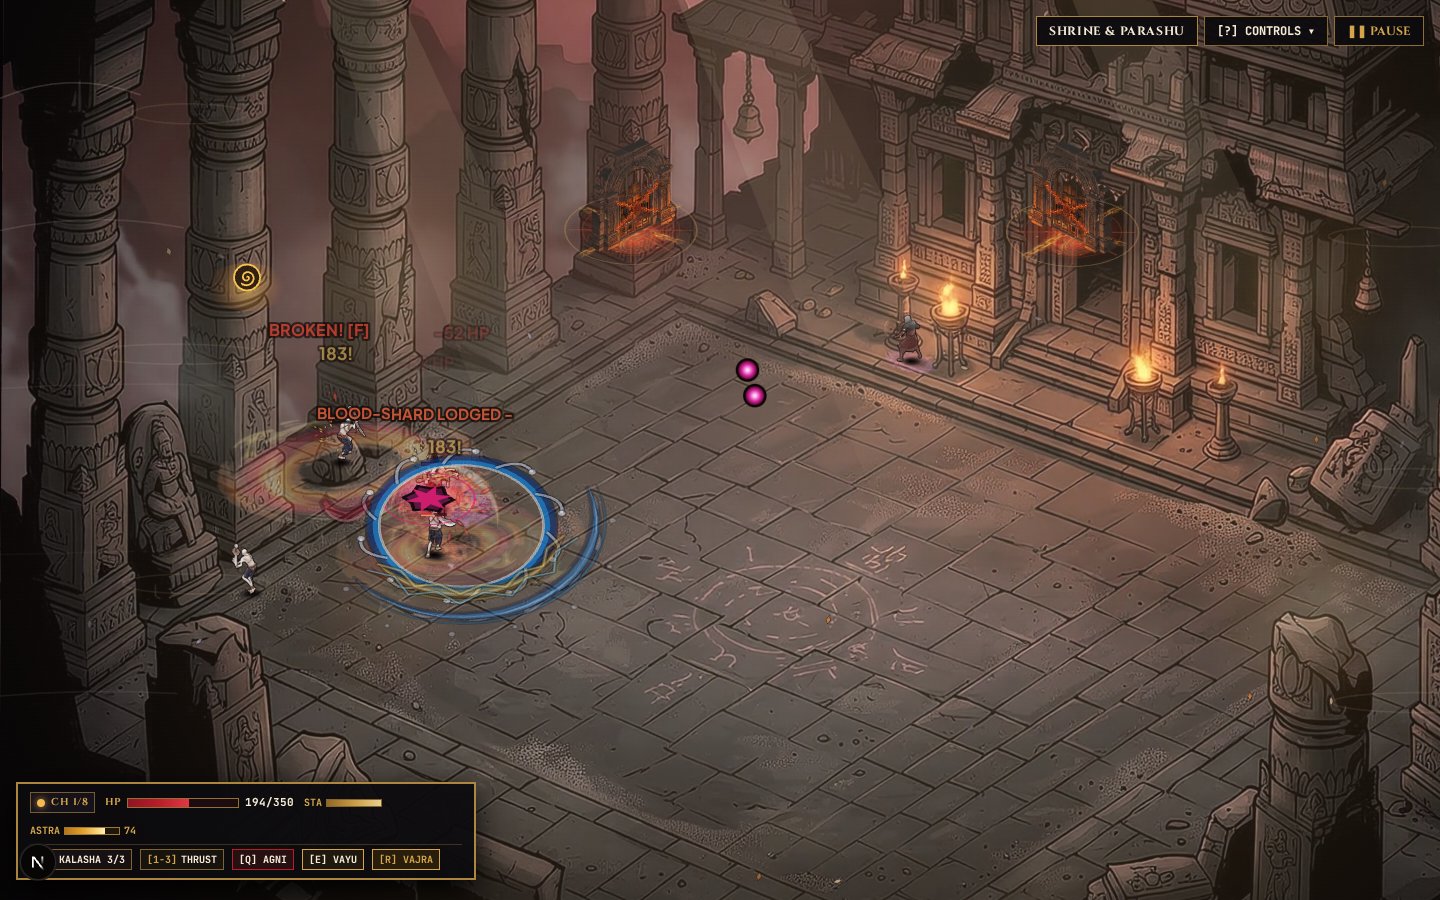 SHRINE & PARASHU
[?] CONTROLS ▾
❚❚ PAUSE
BROKEN! [F]
-52 HP
183!
HP
BLOOD-SHARD LODGED -
183!
CH 1/8
HP
194/350
STA
ASTRA
74
N
KALASHA 3/3
[1-3] THRUST
[Q] AGNI
[E] VAYU
[R] VAJRA